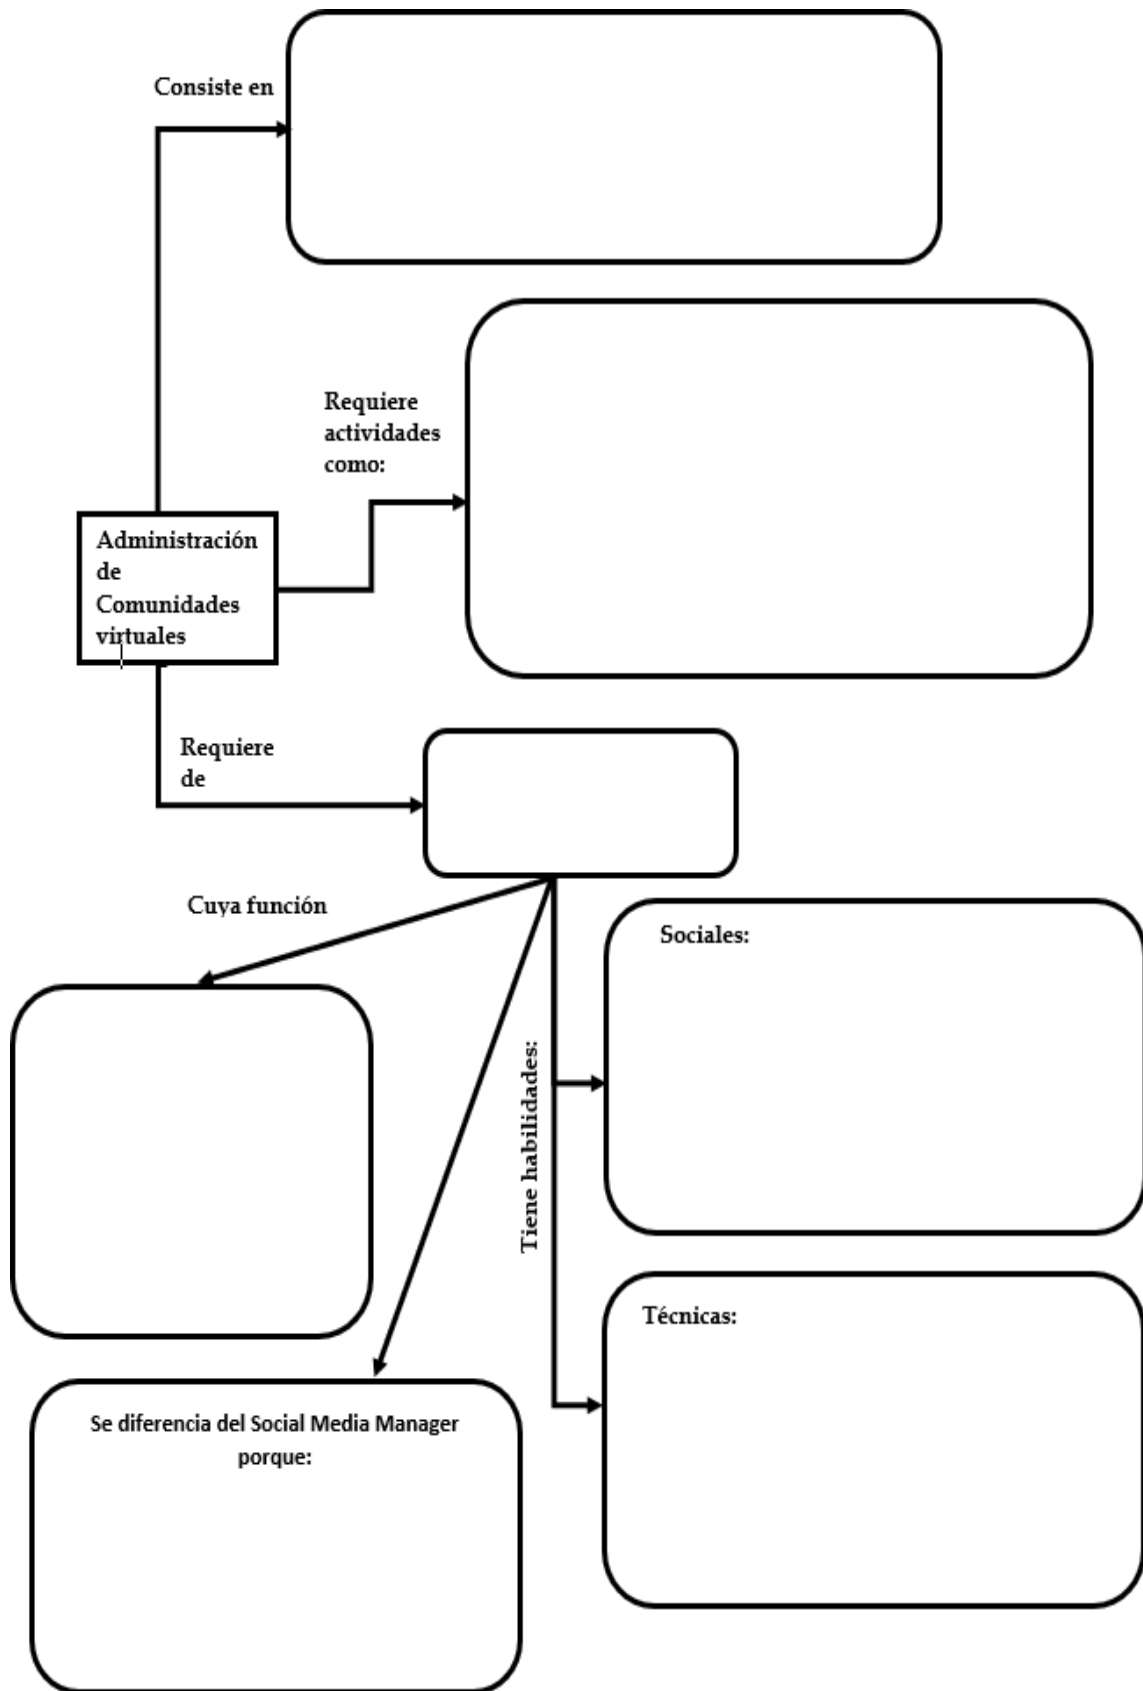 Consiste en
Requiere
actividades
como:
Administración
de
Comunidades
virtuales
Requiere
de
Cuya función
Sociales:
Tiene habilidades:
Técnicas:
Se diferencia del Social Media Manager
porque: